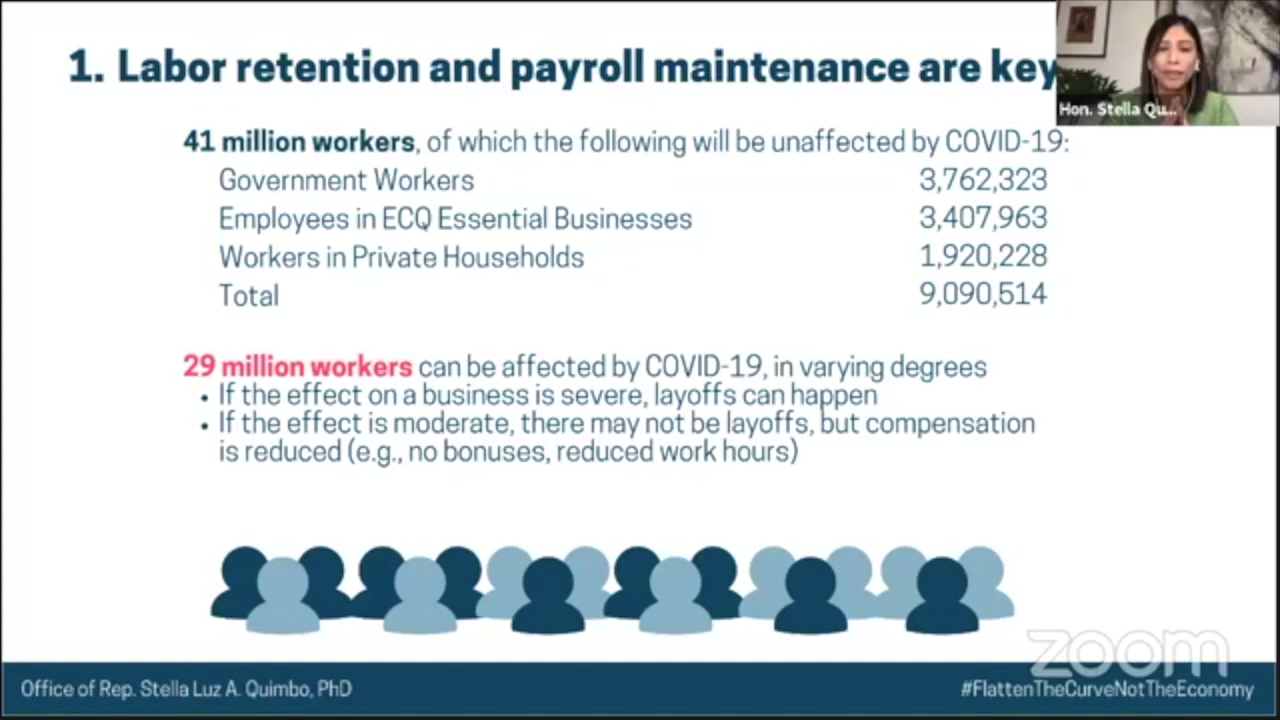 1. Labor retention and payroll maintenance are key
Hon. Stella Qu...
41 million workers, of which the following will be unaffected by COVID-19:
Government Workers 3,762,323
Employees in ECQ Essential Businesses 3,407,963
Workers in Private Households 1,920,228
Total 9,090,514
29 million workers can be affected by COVID-19, in varying degrees
• If the effect on a business is severe, layoffs can happen
• If the effect is moderate, there may not be layoffs, but compensation
is reduced (e.g., no bonuses, reduced work hours)
zoom
Office of Rep. Stella Luz A. Quimbo, PhD #FlattenTheCurveNotTheEconomy